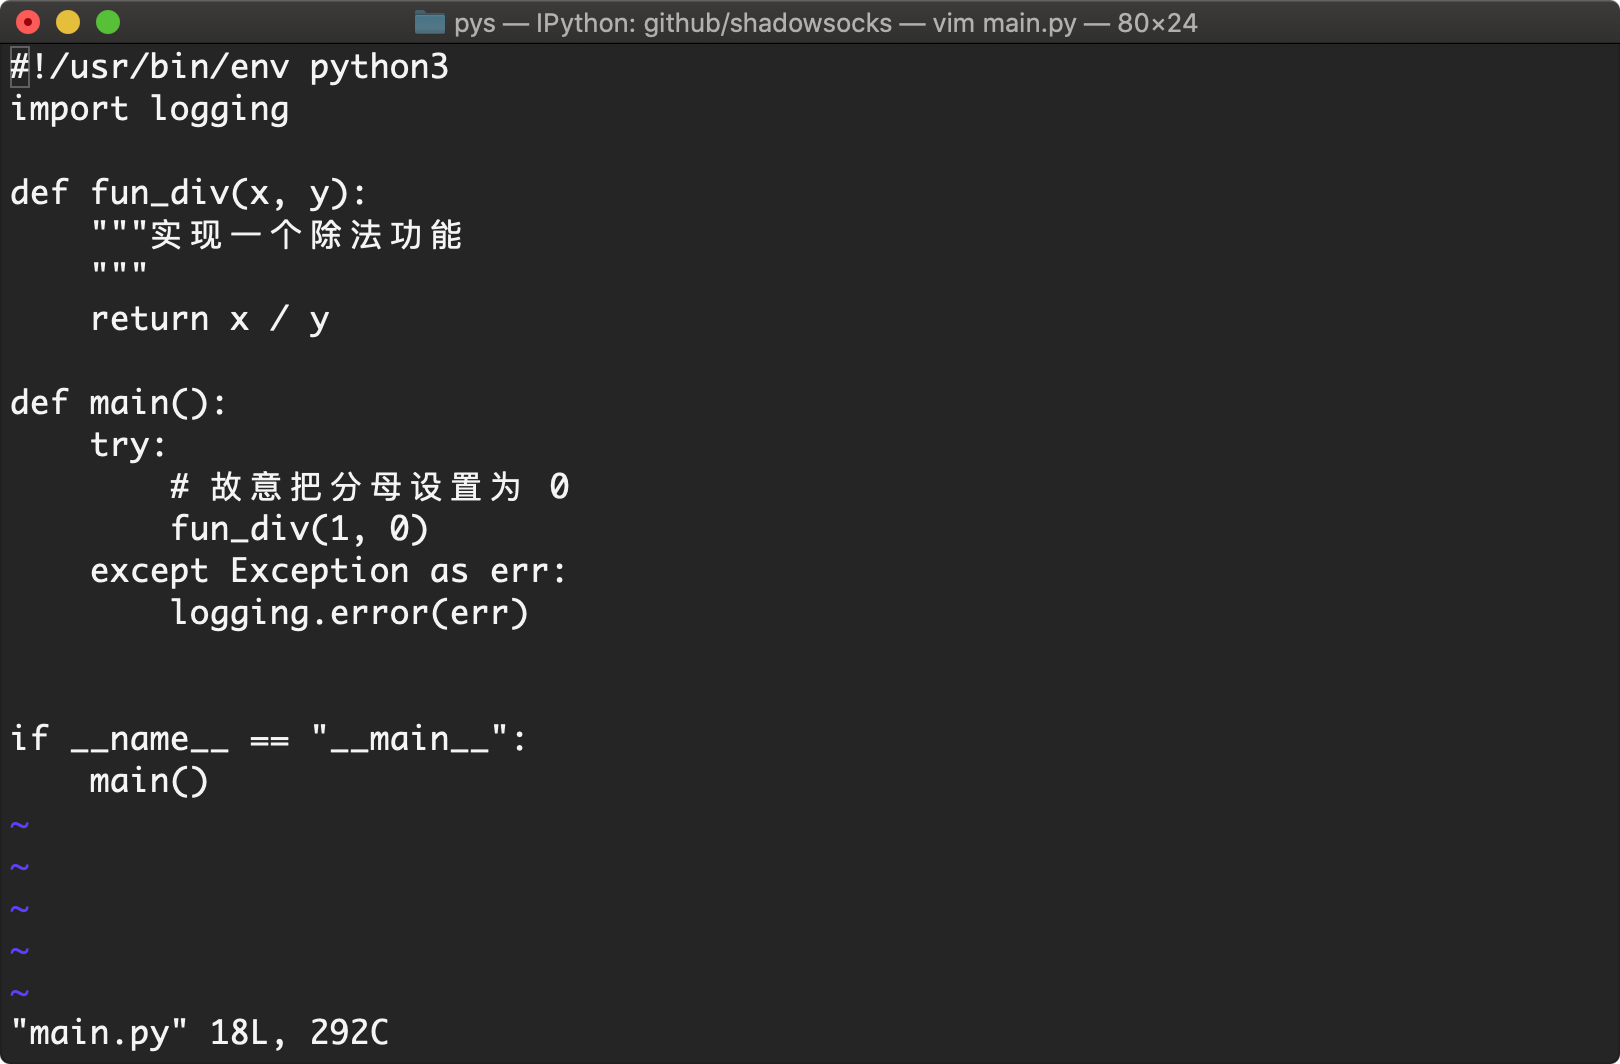 pys — IPython: github/shadowsocks — vim main.py — 80×24
#!/usr/bin/env python3
import logging
def fun_div(x, y):
    """实现一个除法功能
    """
    return x / y
def main():
    try:
        # 故意把分母设置为 0
        fun_div(1, 0)
    except Exception as err:
        logging.error(err)
if __name__ == "__main__":
    main()
~
~
~
~
~
"main.py" 18L, 292C